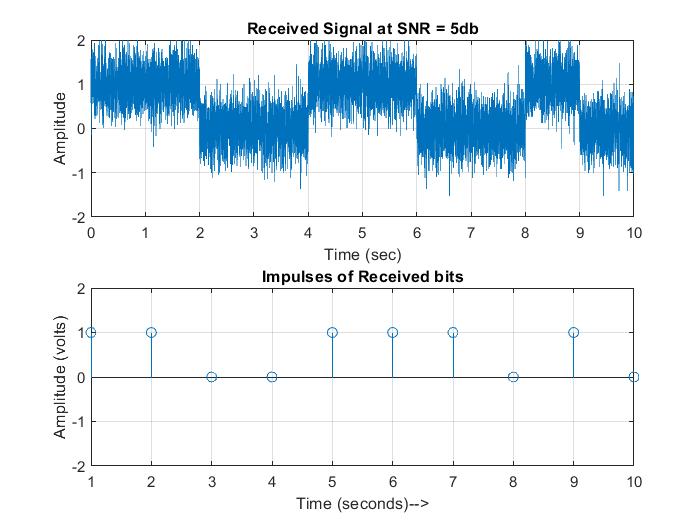 Received Signal at SNR = 5db
2
1
0
-1
-2
Amplitude
0 1 2 3 4 5 6 7 8 9 10
Time (sec)
Impulses of Received bits
2
1
0
-1
-2
Amplitude (volts)
1 2 3 4 5 6 7 8 9 10
Time (seconds)-->